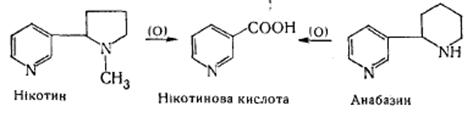 (O) COOH (O)
N N CH₃ N N NH
Нікотин Нікотинова кислота Анабазин